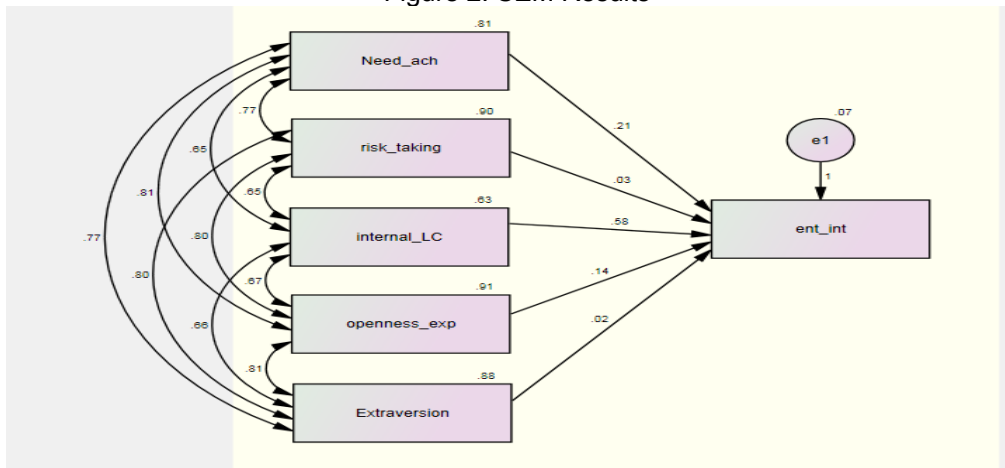 Figure 2: SEM Results
.81
Need_ach
.77
.90
.07
e1
.21
risk_taking
.65
1
.03
.81
.65
.63
.58
ent_int
.77
.80
internal_LC
.80
.67
.91
.14
.66
openness_exp
.02
.81
.88
Extraversion